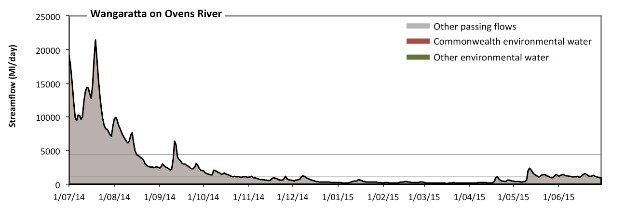 Wangaratta on Ovens River
25000
20000
15000
10000
5000
0
Streamflow (Ml/day)
Other passing flows
Commonwealth environmental water
Other environmental water
1/07/14 1/08/14 1/09/14 1/10/14 1/11/14 1/12/14 1/01/15 1/02/15 1/03/15 1/04/15 1/05/15 1/06/15